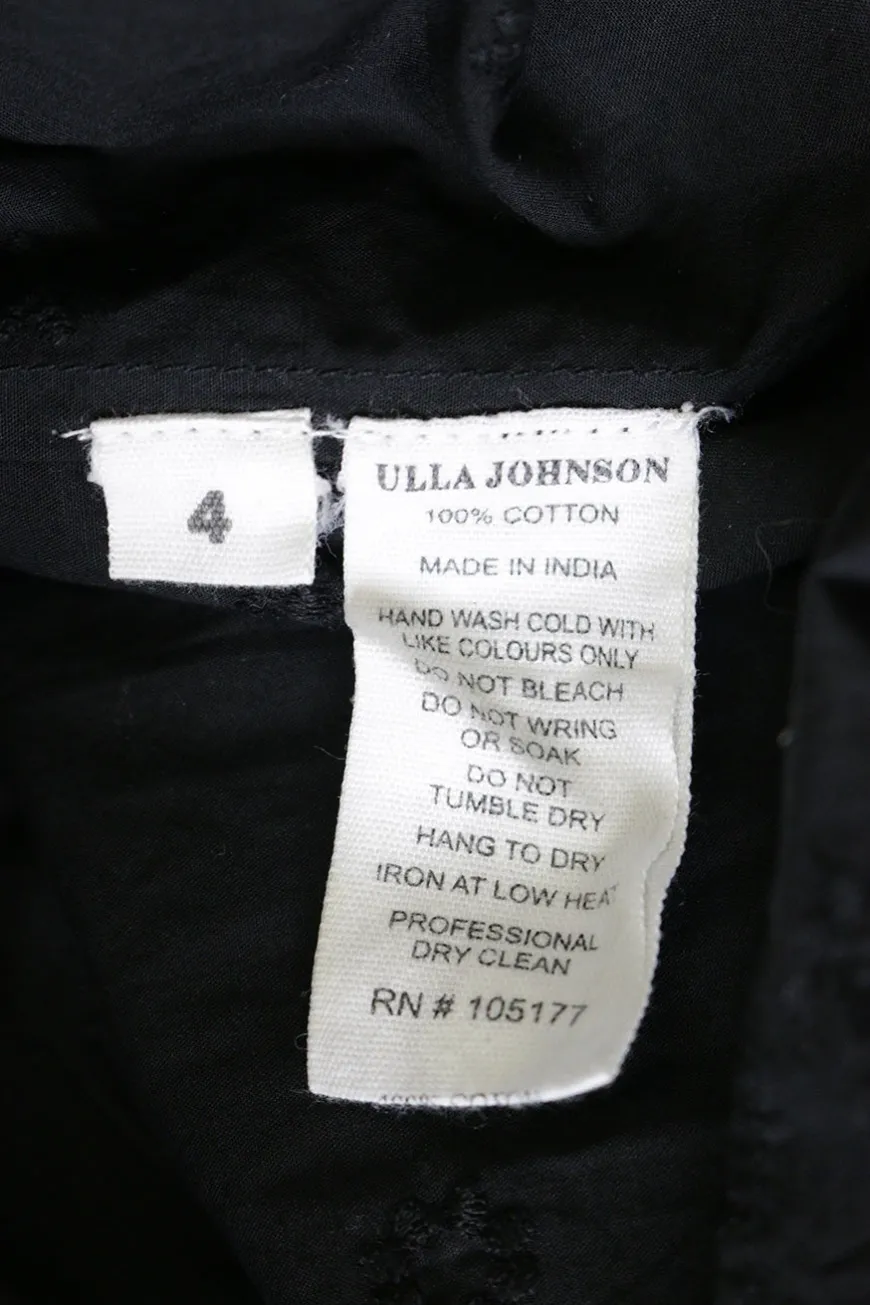 4
ULLA JOHNSON
100% COTTON
MADE IN INDIA
HAND WASH COLD WITH
LIKE COLOURS ONLY
DO NOT BLEACH
DO NOT WRING
OR SOAK
DO NOT
TUMBLE DRY
HANG TO DRY
IRON AT LOW HEAT
PROFESSIONAL
DRY CLEAN
RN # 105177